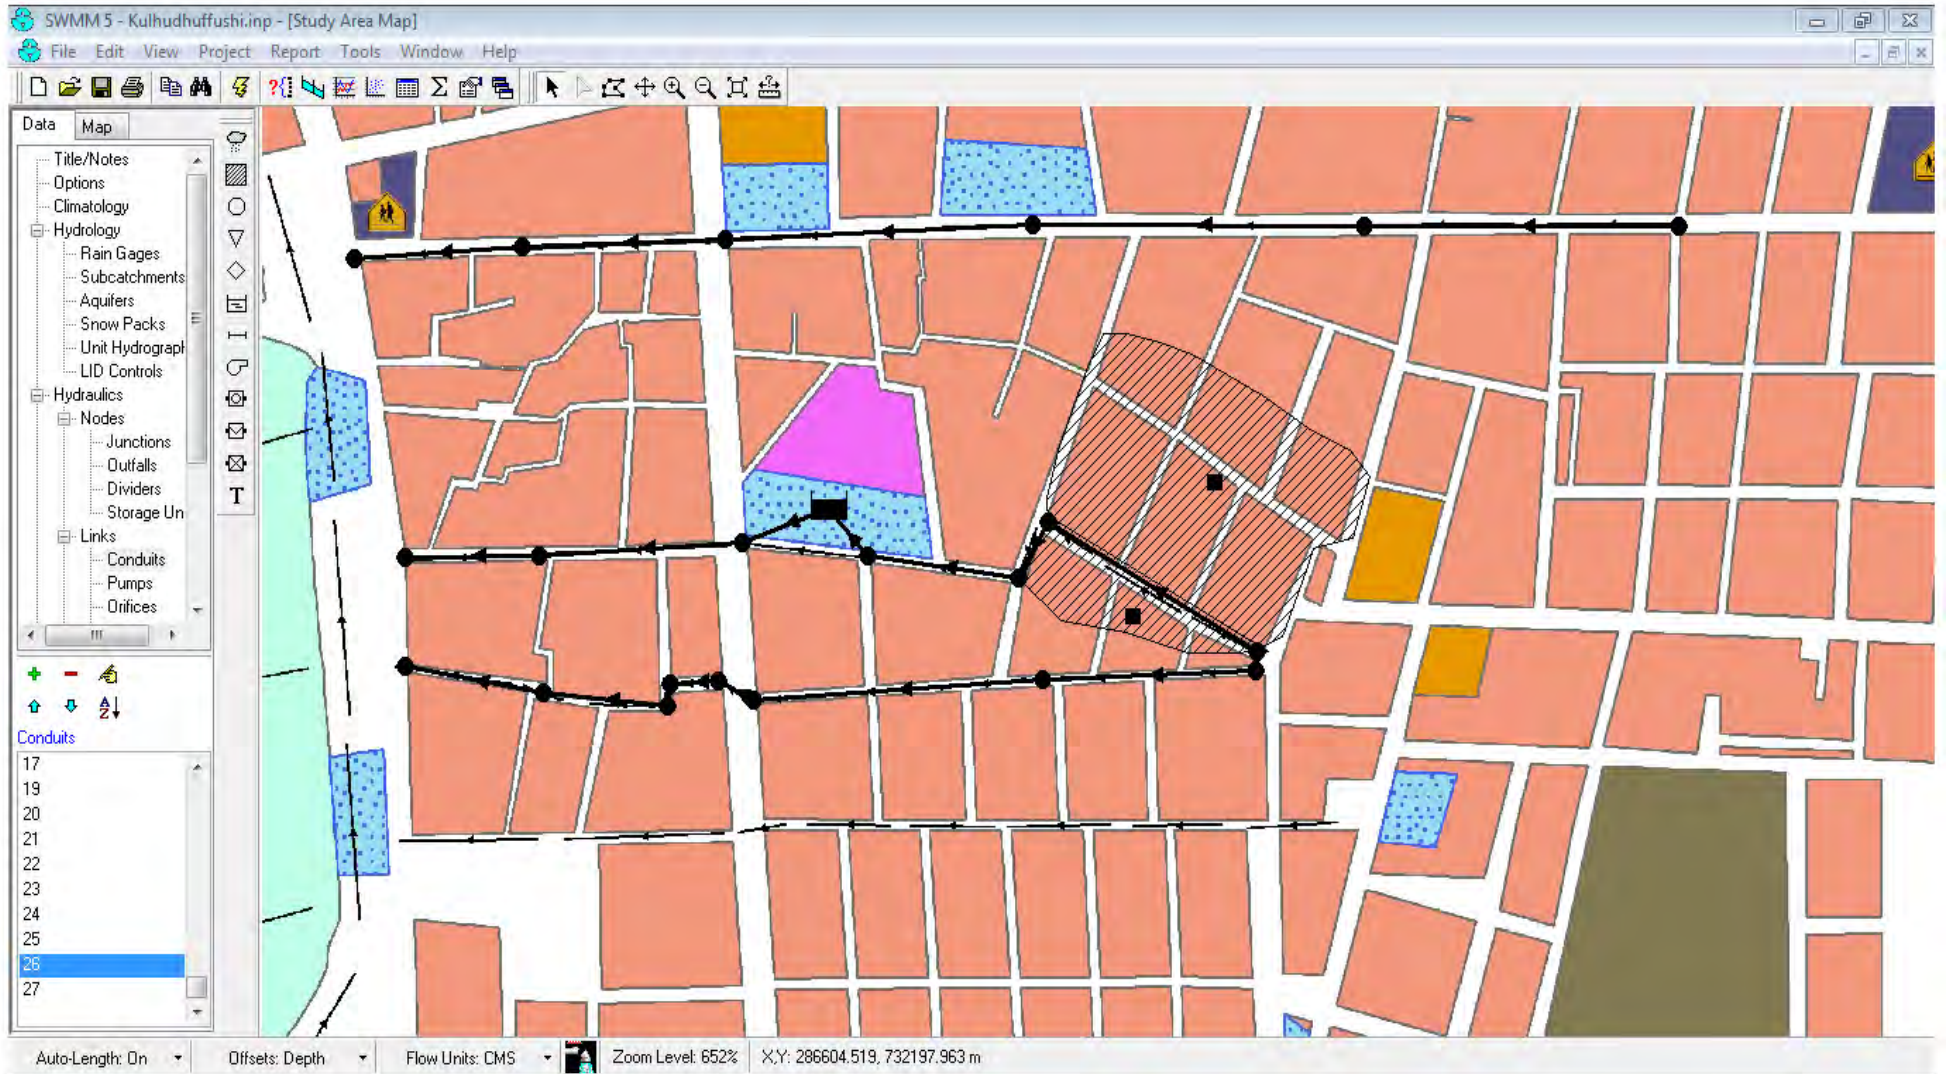 SWMM 5 - Kulhudhuffushi.inp - [Study Area Map]
File Edit View Project Report Tools Window Help
Data Map
Title/Notes
Options
Climatology
Hydrology
Rain Gages
Subcatchments
Aquifers
Snow Packs
Unit Hydrograph
LID Controls
Hydraulics
Nodes
Junctions
Outfalls
Dividers
Storage Un
Links
Conduits
Pumps
Orifices
T
Conduits
17
19
20
21
22
23
24
25
26
27
Auto-Length: On Offsets: Depth Flow Units: CMS Zoom Level: 652% X,Y: 286604.519, 732197.963 m